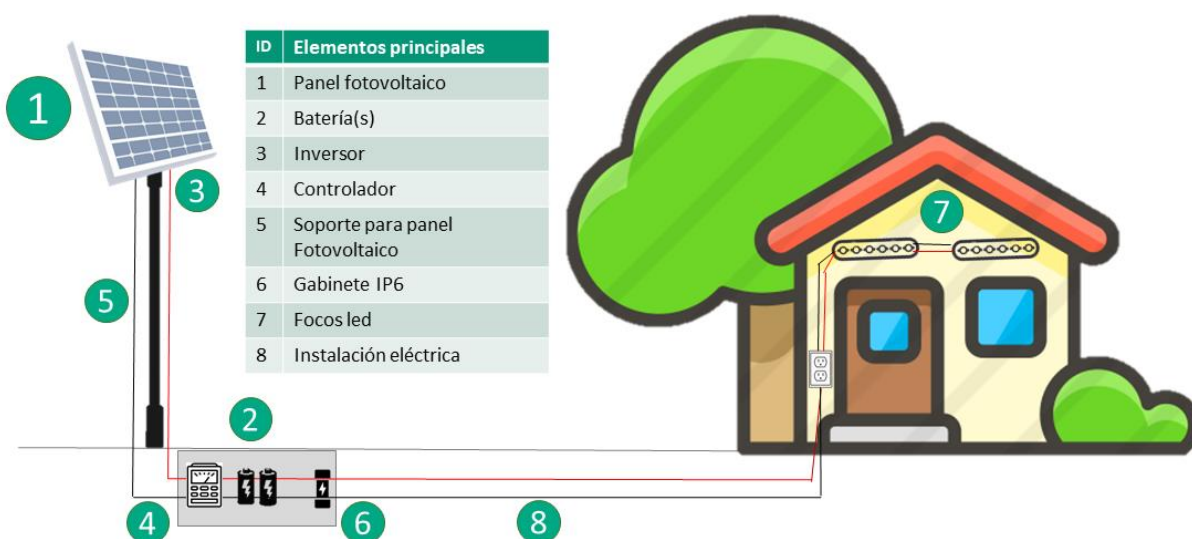 1
ID Elementos principales
1 Panel fotovoltaico
2 Batería(s)
3 Inversor
4 Controlador
5 Soporte para panel
Fotovoltaico
6 Gabinete IP6
7 Focos led
8 Instalación eléctrica
3
5
7
2
4
6
8